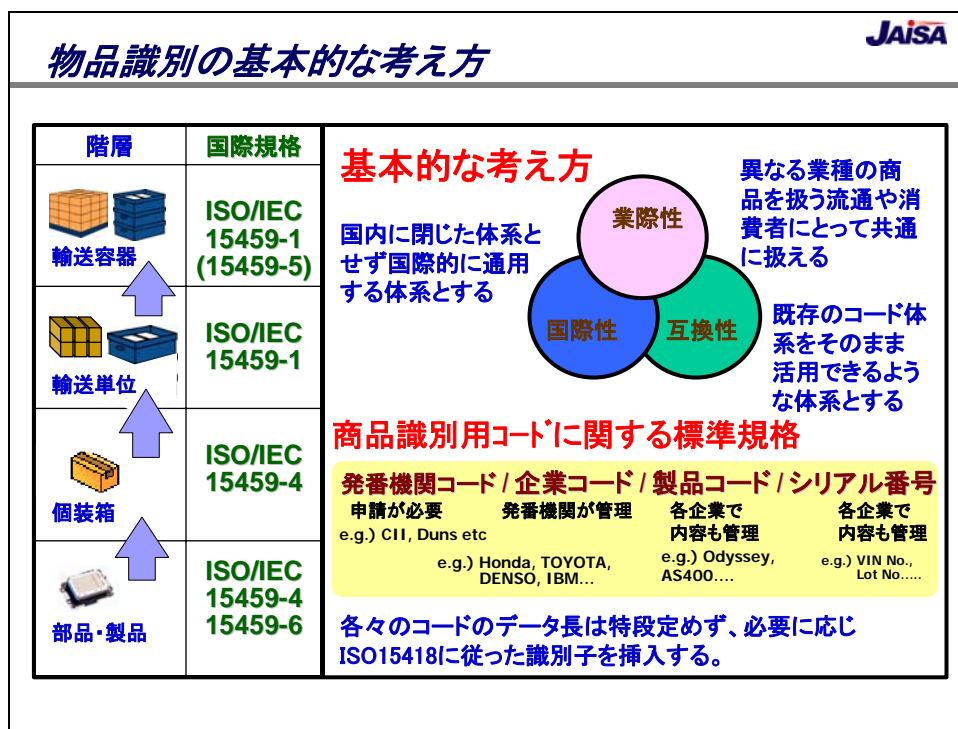 JAISA
物品識別の基本的な考え方
階層
国際規格
輸送容器
ISO/IEC
15459-1
(15459-5)
輸送単位
ISO/IEC
15459-1
個装箱
ISO/IEC
15459-4
部品・製品
ISO/IEC
15459-4
15459-6
基本的な考え方
国内に閉じた体系と
せず国際的に通用
する体系とする
業際性
国際性
互換性
異なる業種の商
品を扱う流通や消
費者にとって共通
に扱える
既存のコード体
系をそのまま
活用できるよう
な体系とする
商品識別用ｺｰﾄﾞに関する標準規格
発番機関コード / 企業コード / 製品コード / シリアル番号
申請が必要
e.g.) CII, Duns etc
発番機関が管理
e.g.) Honda, TOYOTA,
DENSO, IBM...
各企業で
内容も管理
e.g.) Odyssey,
AS400....
各企業で
内容も管理
e.g.) VIN No.,
Lot No.....
各々のコードのデータ長は特段定めず、必要に応じ
ISO15418に従った識別子を挿入する。